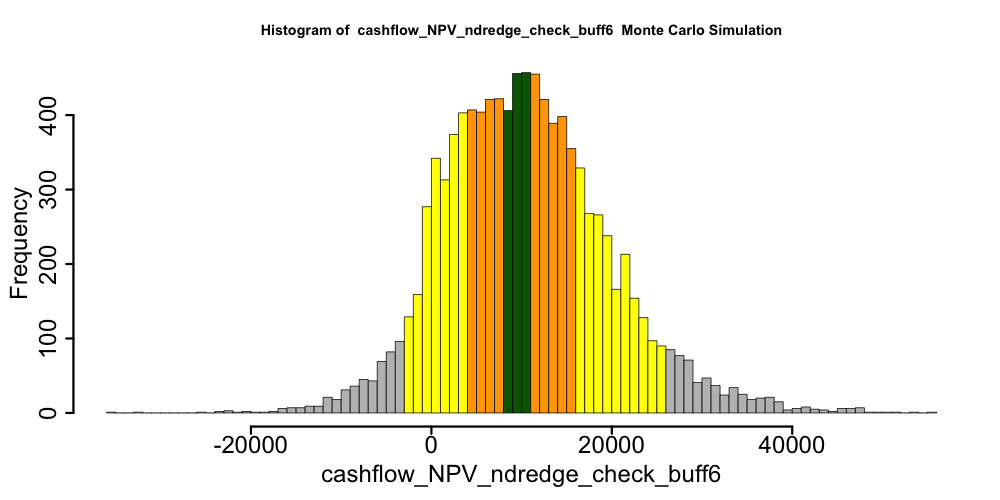 Histogram of cashflow_NPV_ndredge_check_buff6 Monte Carlo Simulation
400
300
200
100
0
Frequency
-20000 0 20000 40000
cashflow_NPV_ndredge_check_buff6